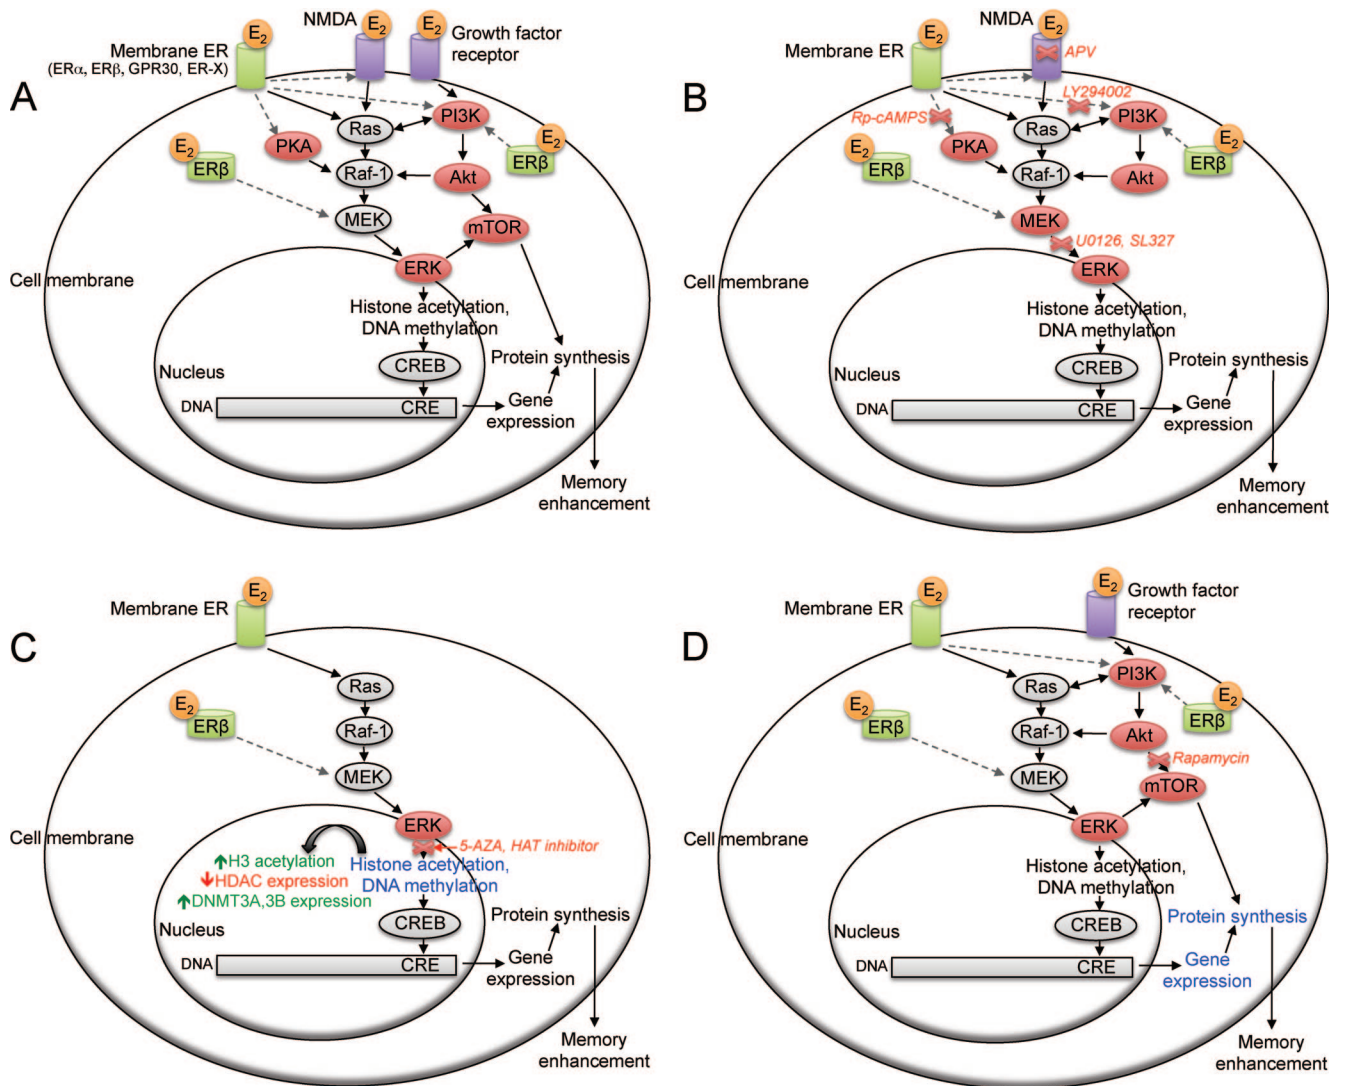 A
E2
NMDA
E2
E2
Membrane ER
(ERα, ERβ, GPR30, ER-X)
Growth factor
receptor
Ras
PI3K
PKA
E2
ERβ
E2
ERβ
Raf-1
Akt
MEK
mTOR
ERK
Cell membrane
Histone acetylation,
DNA methylation
CREB
Protein synthesis
Nucleus
DNA
CRE
Gene
expression
Memory
enhancement
B
E2
NMDA
E2
Membrane ER
APV
LY294002
Rp-cAMPS
Ras
PI3K
PKA
E2
ERβ
E2
ERβ
Raf-1
Akt
MEK
U0126, SL327
ERK
Cell membrane
Histone acetylation,
DNA methylation
CREB
Protein synthesis
Nucleus
DNA
CRE
Gene
expression
Memory
enhancement
C
E2
Membrane ER
Ras
E2
ERβ
Raf-1
MEK
ERK
Cell membrane
5-AZA, HAT inhibitor
H3 acetylation
HDAC expression
DNMT3A,3B expression
Histone acetylation,
DNA methylation
CREB
Protein synthesis
Nucleus
DNA
CRE
Gene
expression
Memory
enhancement
D
E2
E2
Membrane ER
Growth factor
receptor
Ras
PI3K
E2
ERβ
E2
ERβ
Raf-1
Akt
Rapamycin
MEK
mTOR
ERK
Cell membrane
Histone acetylation,
DNA methylation
CREB
Protein synthesis
Nucleus
DNA
CRE
Gene
expression
Memory
enhancement